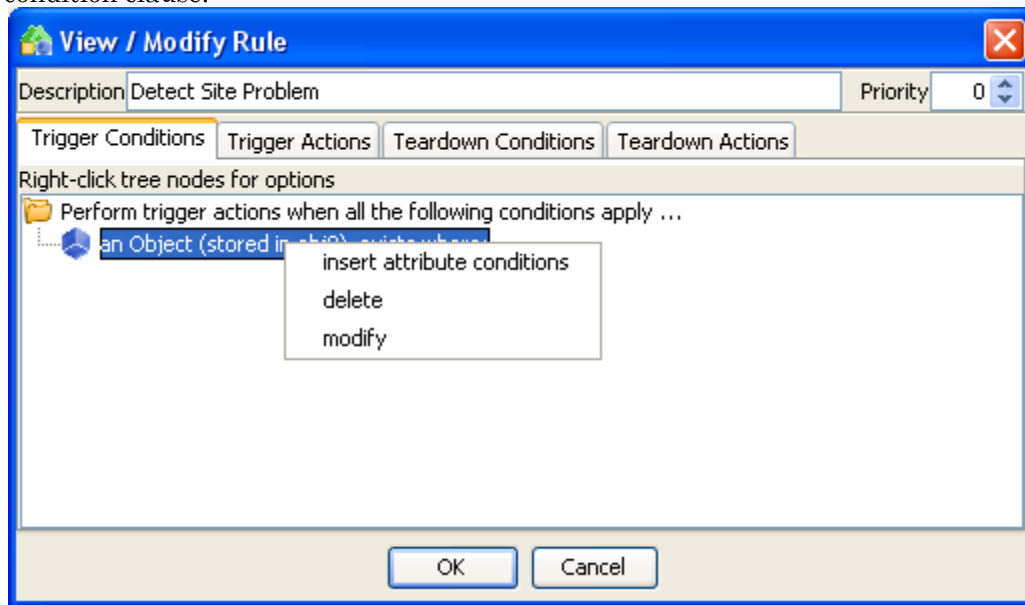 condition clause.
View / Modify Rule
Description Detect Site Problem Priority 0
Trigger Conditions Trigger Actions Teardown Conditions Teardown Actions
Right-click tree nodes for options
Perform trigger actions when all the following conditions apply ...
an Object (stored in
insert attribute conditions
delete
modify
OK Cancel